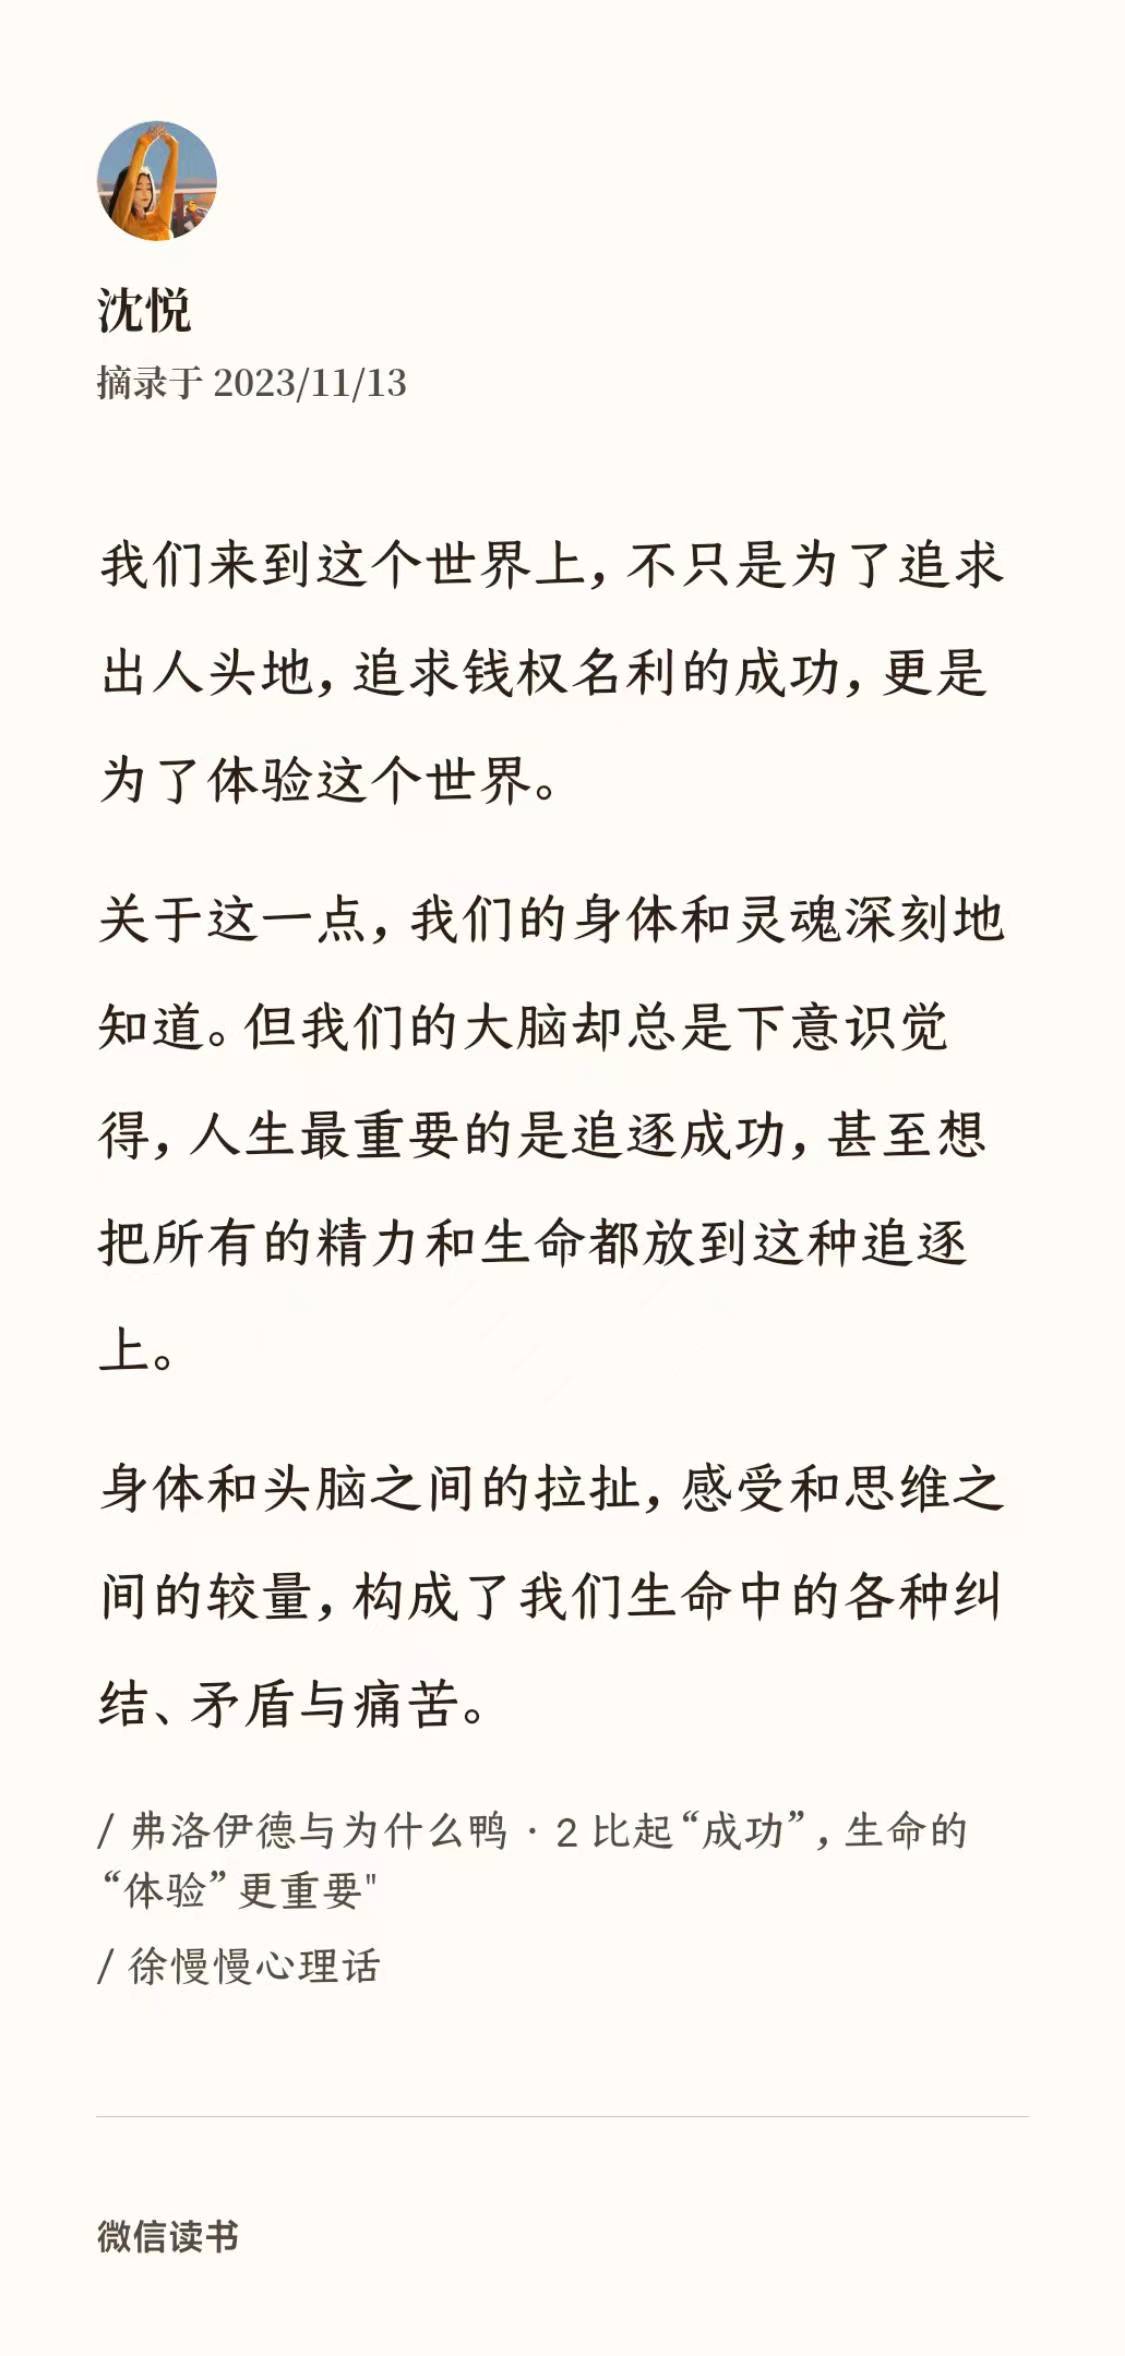 沈悦
摘录于 2023/11/13
我们来到这个世界上，不只是为了追求
出人头地，追求钱权名利的成功，更是
为了体验这个世界。
关于这一点，我们的身体和灵魂深刻地
知道。但我们的大脑却总是下意识觉
得，人生最重要的是追逐成功，甚至想
把所有的精力和生命都放到这种追逐
上。
身体和头脑之间的拉扯，感受和思维之
间的较量，构成了我们生命中的各种纠
结、矛盾与痛苦。
/ 弗洛伊德与为什么鸭 · 2 比起“成功”，生命的
“体验”更重要"
/ 徐慢慢心理话
微信读书